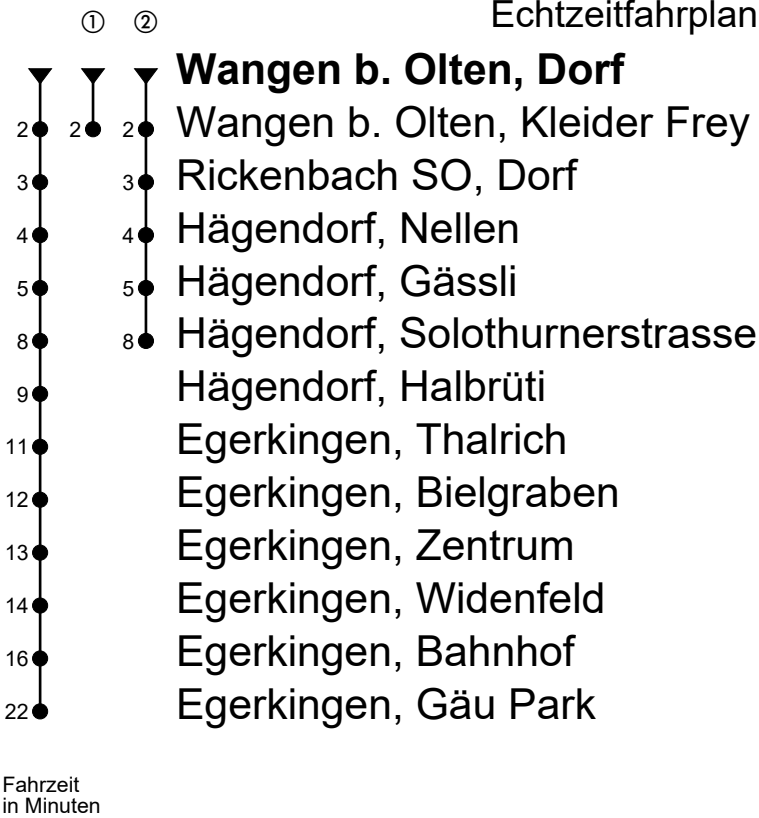 Echtzeitfahrplan
① ②
Wangen b. Olten, Dorf
2 2 2 Wangen b. Olten, Kleider Frey
3 3 Rickenbach SO, Dorf
4 4 Hägendorf, Nellen
5 5 Hägendorf, Gässli
8 8 Hägendorf, Solothurnerstrasse
9 Hägendorf, Halbrüti
11 Egerkingen, Thalrich
12 Egerkingen, Bielgraben
13 Egerkingen, Zentrum
14 Egerkingen, Widenfeld
16 Egerkingen, Bahnhof
22 Egerkingen, Gäu Park
Fahrzeit
in Minuten